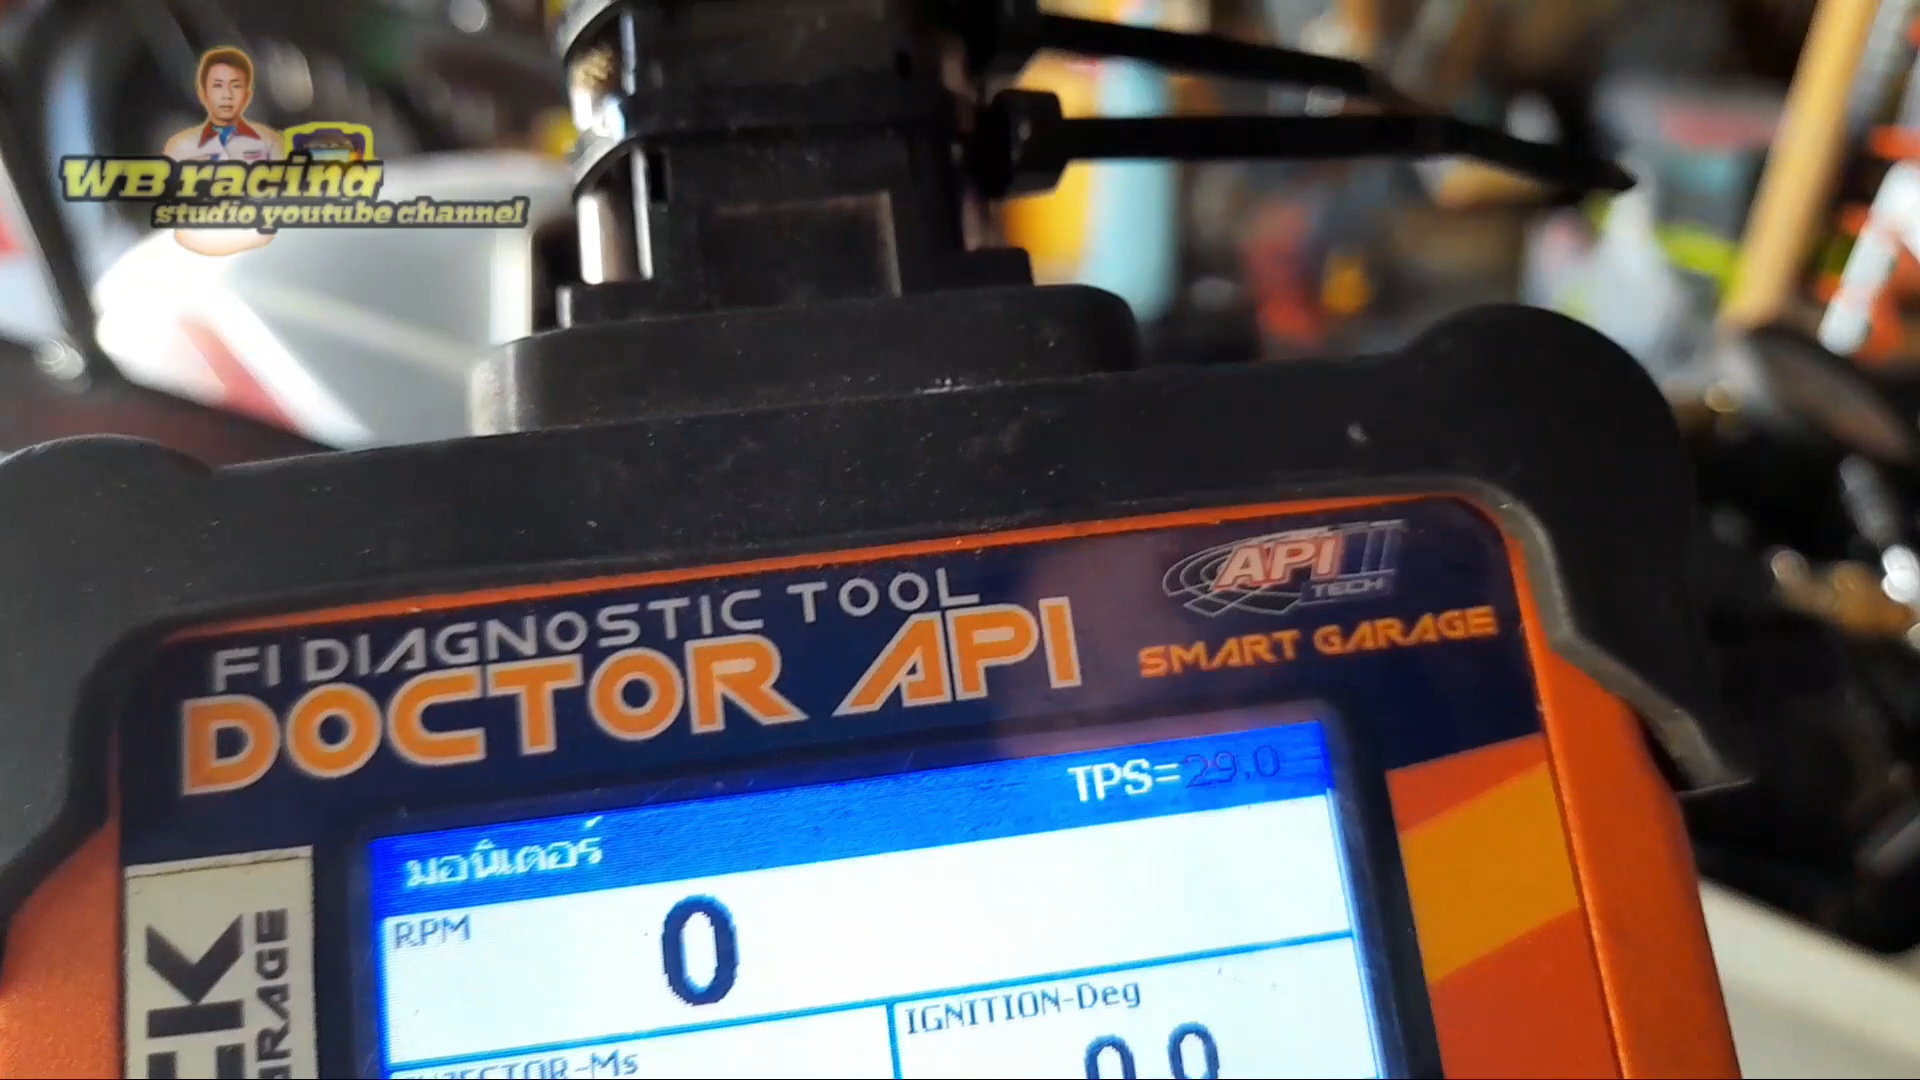 WB racing
studio youtube channel
FI DIAGNOSTIC TOOL
DOCTOR API
API TECH
SMART GARAGE
TPS=29.0
มอนิเตอร์
RPM
0
IGNITION-Deg
0.0
INJECTOR-Ms